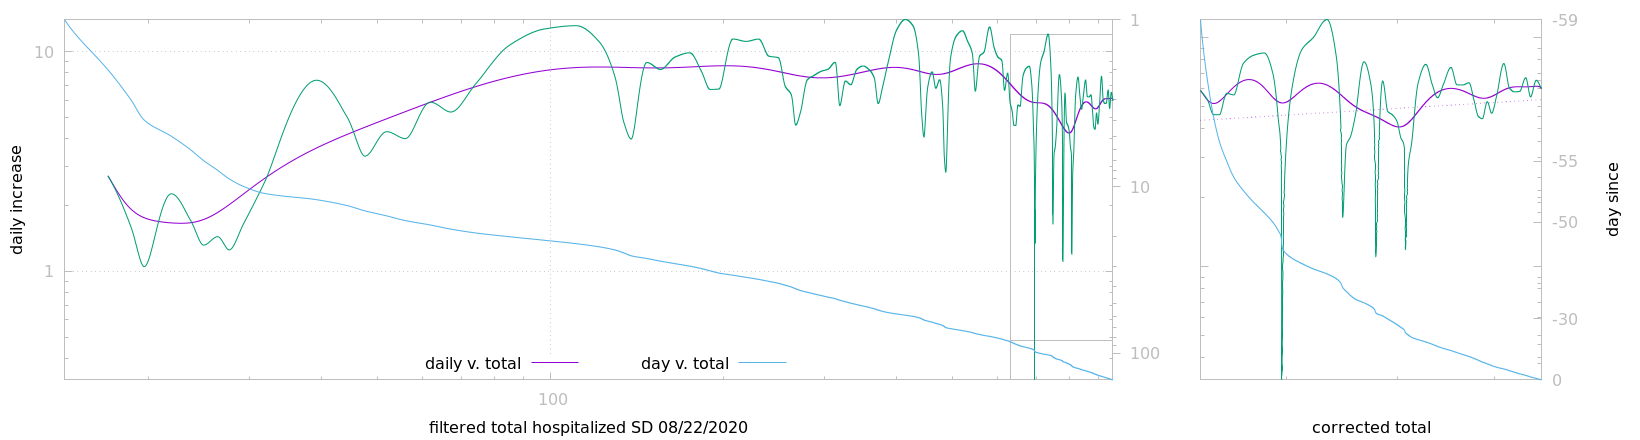 10
1
daily increase
daily v. total
day v. total
100
filtered total hospitalized SD 08/22/2020
1
10
100
-59
-55
-50
-30
0
day since
corrected total